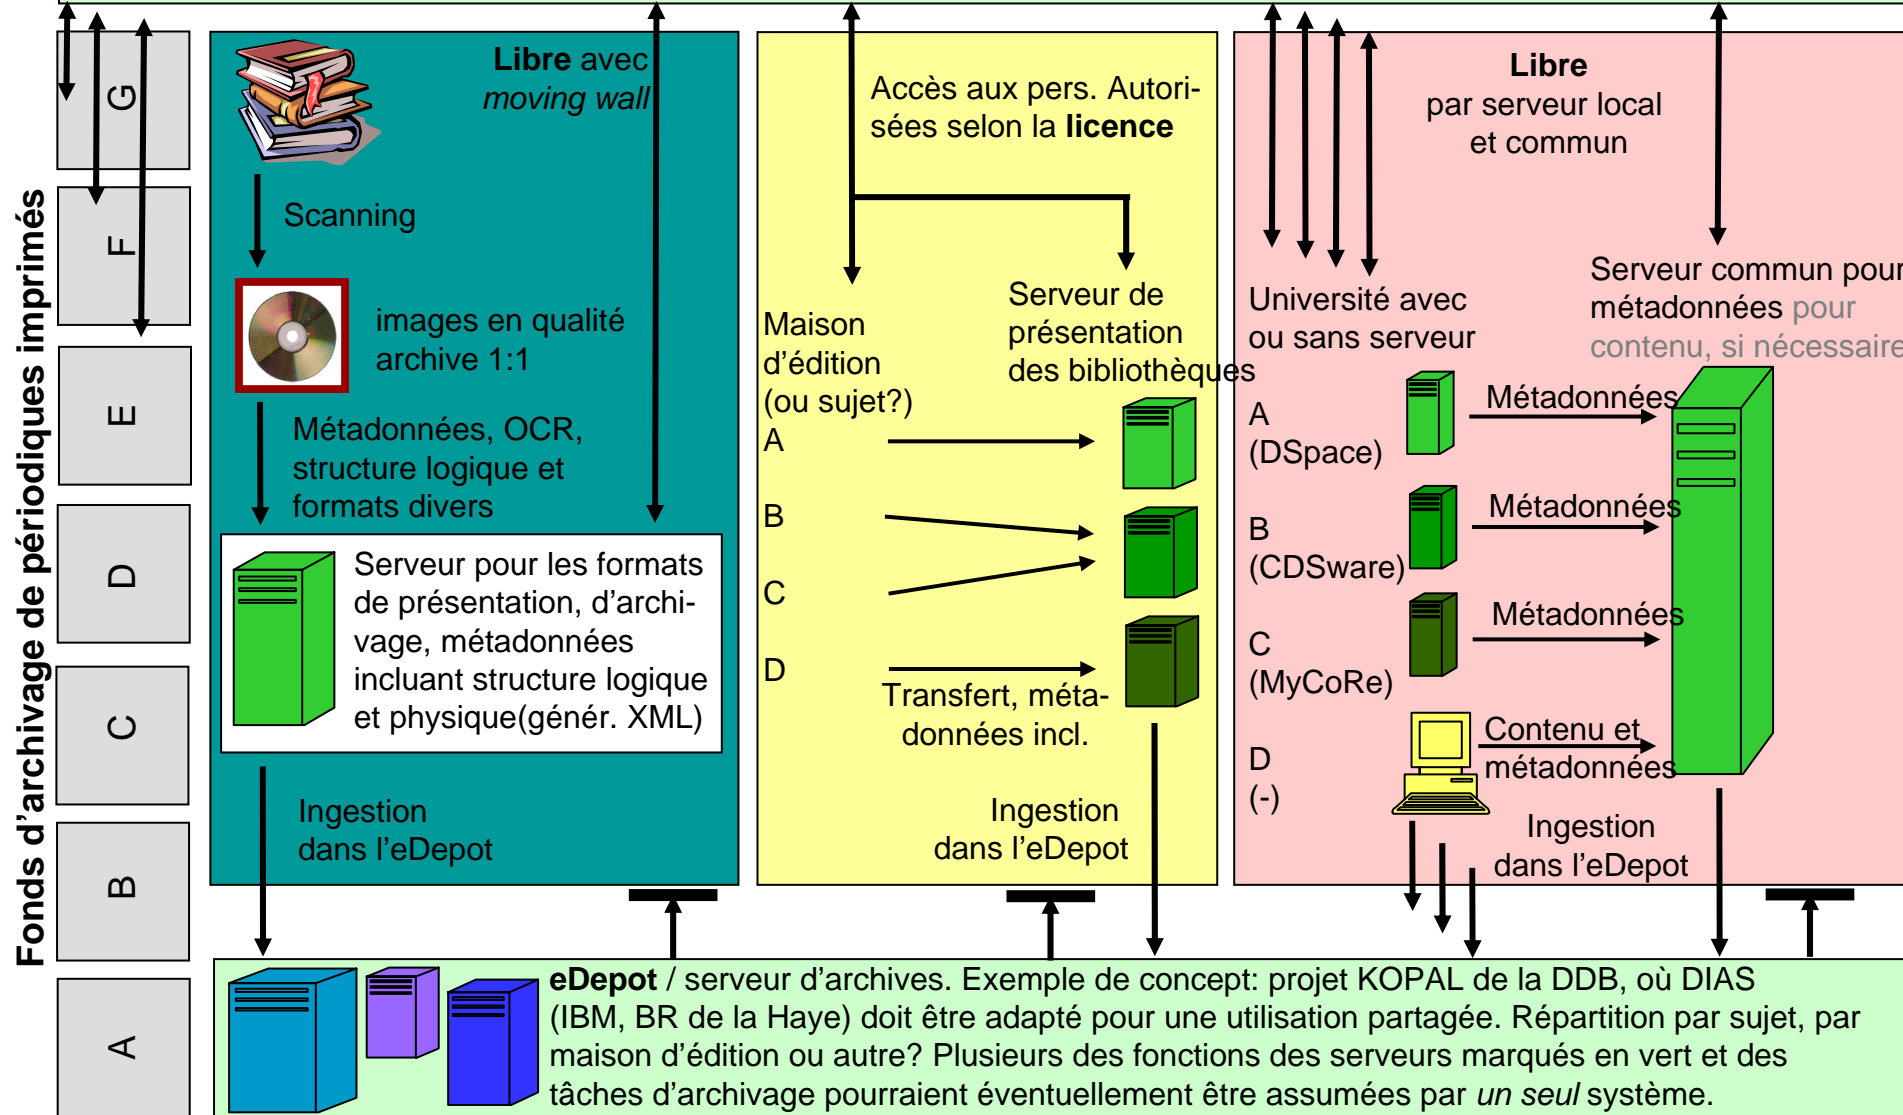 Fonds d’archivage de périodiques imprimés
G
F
E
D
C
B
A
Libre avec
moving wall
Scanning
images en qualité
archive 1:1
Métadonnées, OCR,
structure logique et
formats divers
Serveur pour les formats
de présentation, d’archi-
vage, métadonnées
incluant structure logique
et physique(génér. XML)
Ingestion
dans l’eDepot
Accès aux pers. Autori-
sées selon la licence
Maison
d’édition
(ou sujet?)
Serveur de
présentation
des bibliothèques
A
B
C
D
Transfert, méta-
données incl.
Ingestion
dans l’eDepot
Libre
par serveur local
et commun
Université avec
ou sans serveur
Serveur commun pour
métadonnées pour
contenu, si nécessaire
A
(DSpace)
Métadonnées
B
(CDSware)
Métadonnées
C
(MyCoRe)
Métadonnées
D
(-)
Contenu et
métadonnées
Ingestion
dans l’eDepot
eDepot / serveur d’archives. Exemple de concept: projet KOPAL de la DDB, où DIAS
(IBM, BR de la Haye) doit être adapté pour une utilisation partagée. Répartition par sujet, par
maison d’édition ou autre? Plusieurs des fonctions des serveurs marqués en vert et des
tâches d’archivage pourraient éventuellement être assumées par un seul système.